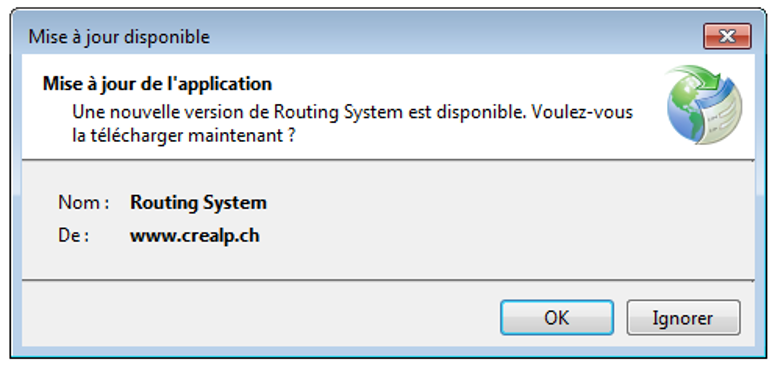 Mise à jour disponible
Mise à jour de l'application
Une nouvelle version de Routing System est disponible. Voulez-vous
la télécharger maintenant ?
Nom : Routing System
De : www.crealp.ch
OK Ignorer